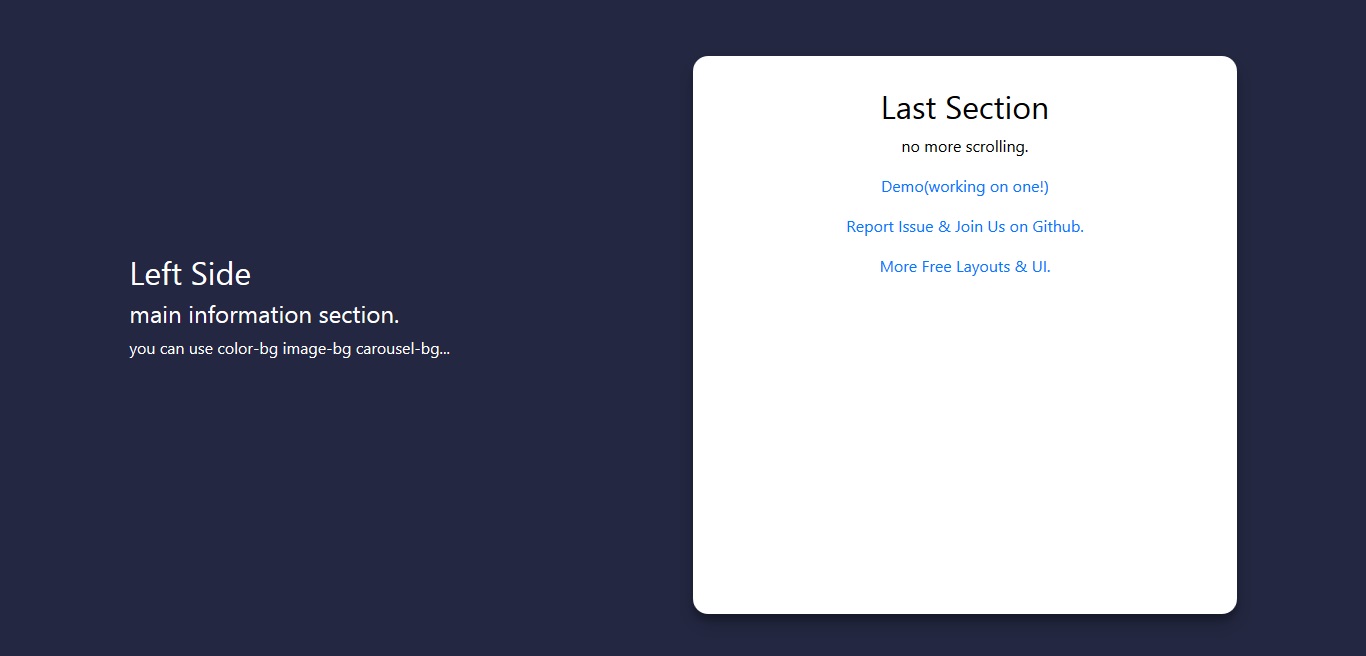 Left Side
main information section.
you can use color-bg image-bg carousel-bg...
Last Section
no more scrolling.
Demo(working on one!)
Report Issue & Join Us on Github.
More Free Layouts & UI.